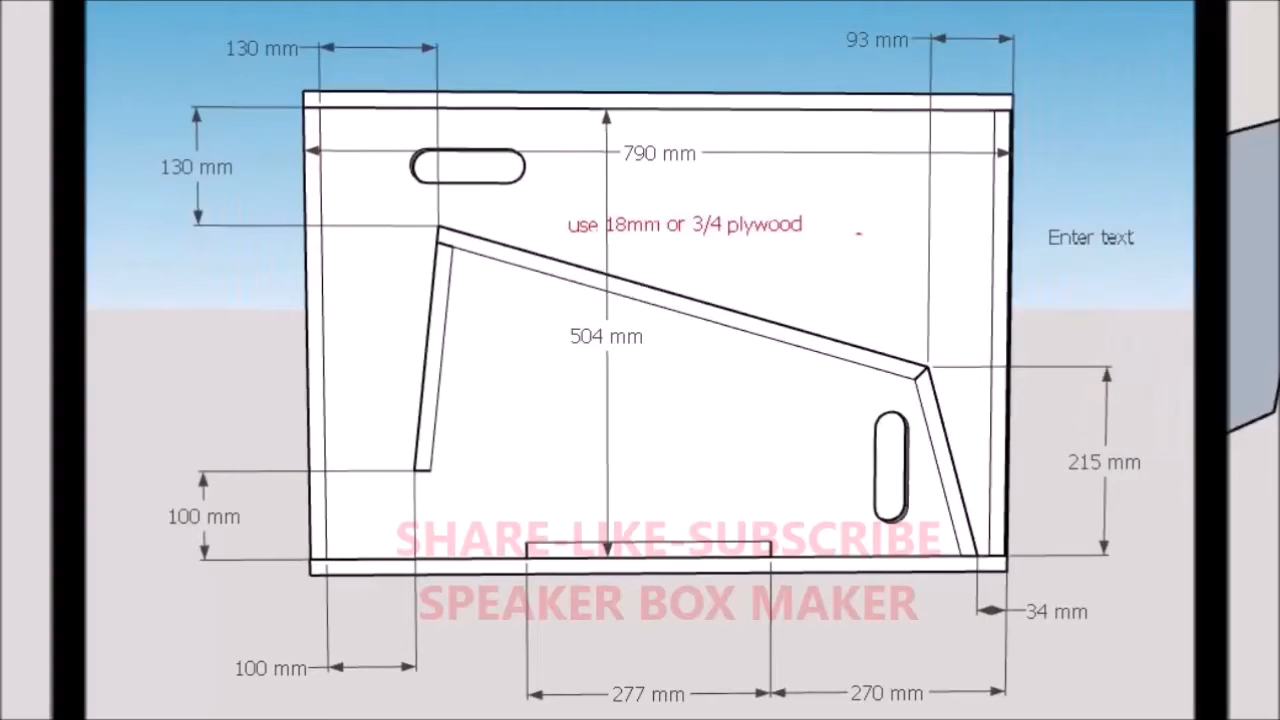 130 mm
93 mm
130 mm
790 mm
use 18mm or 3/4 plywood
Enter text
504 mm
215 mm
100 mm
SHARE-LIKE-SUBSCRIBE
SPEAKER BOX MAKER
34 mm
100 mm
277 mm
270 mm